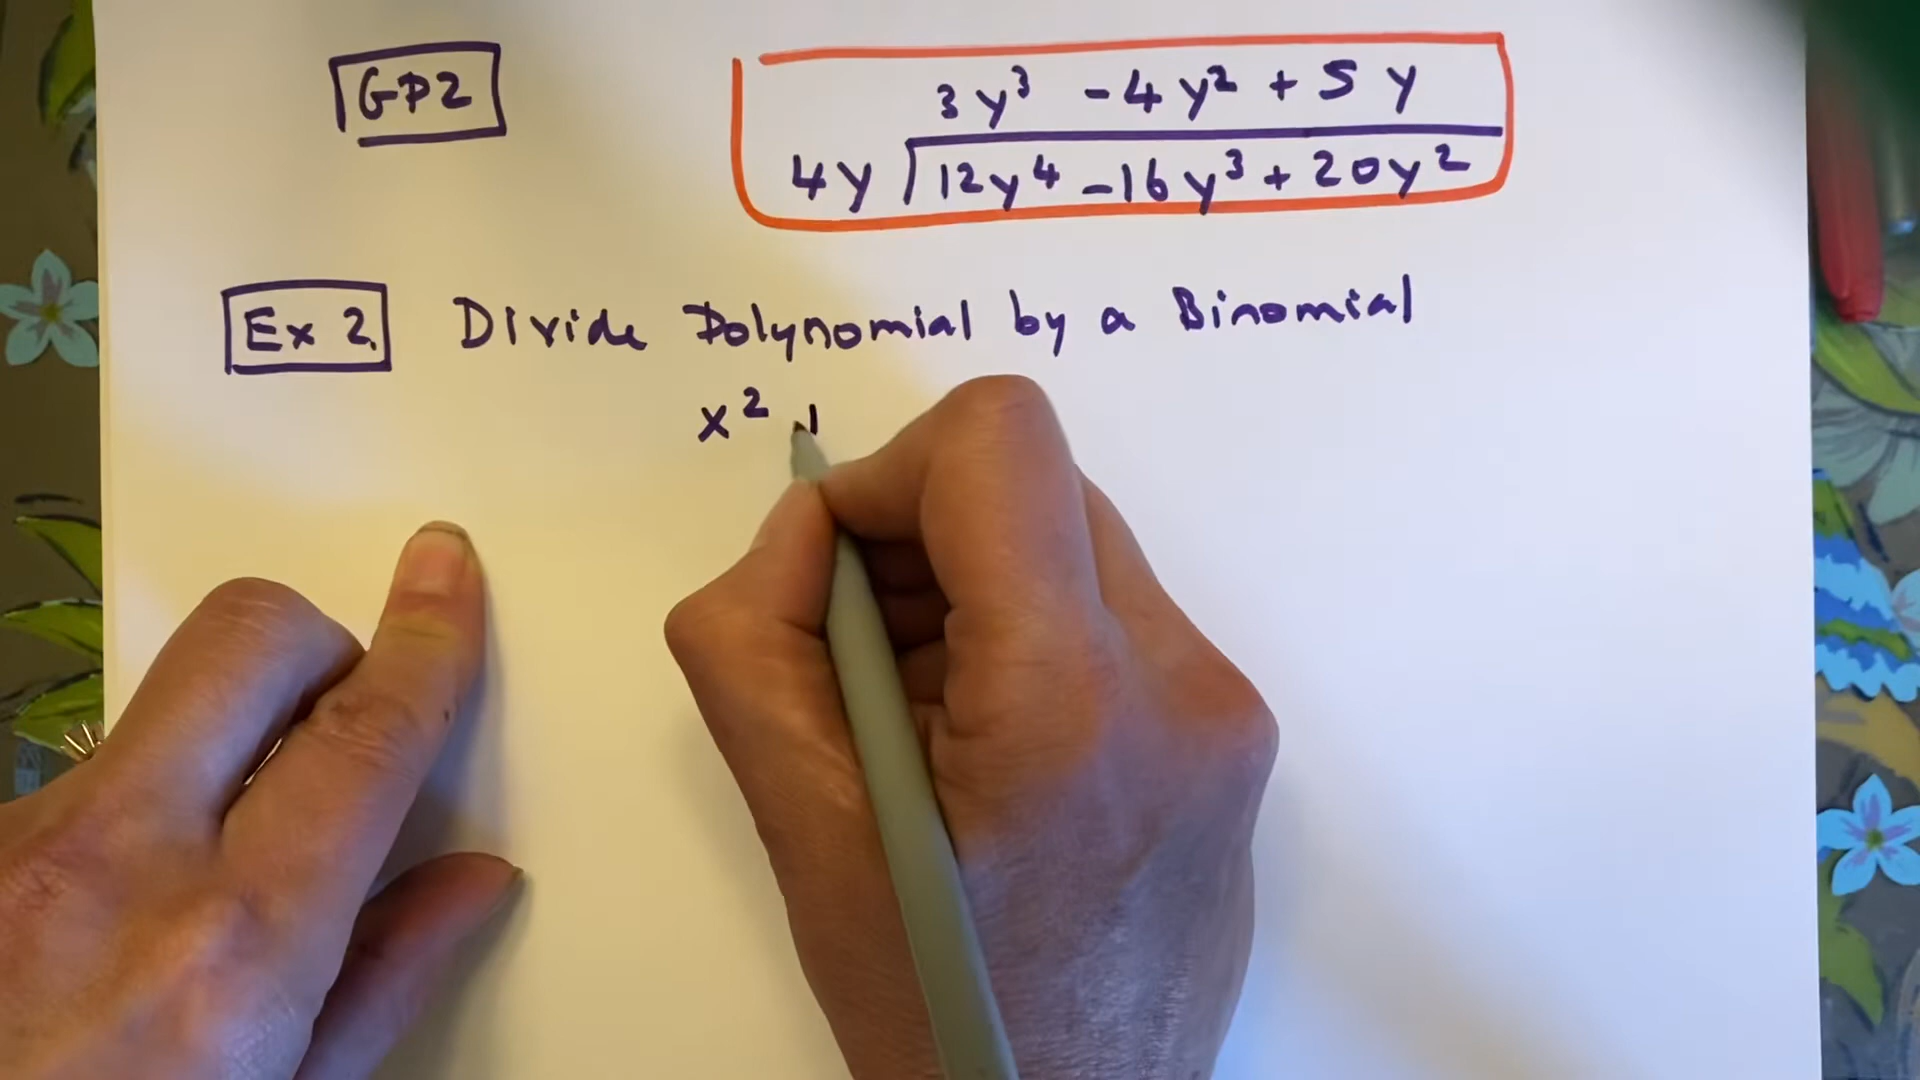 GP2
3y³ -4y² + 5y
4y 12y⁴ -16y³ + 20y²
Ex 2. Divide Polynomial by a Binomial
x²